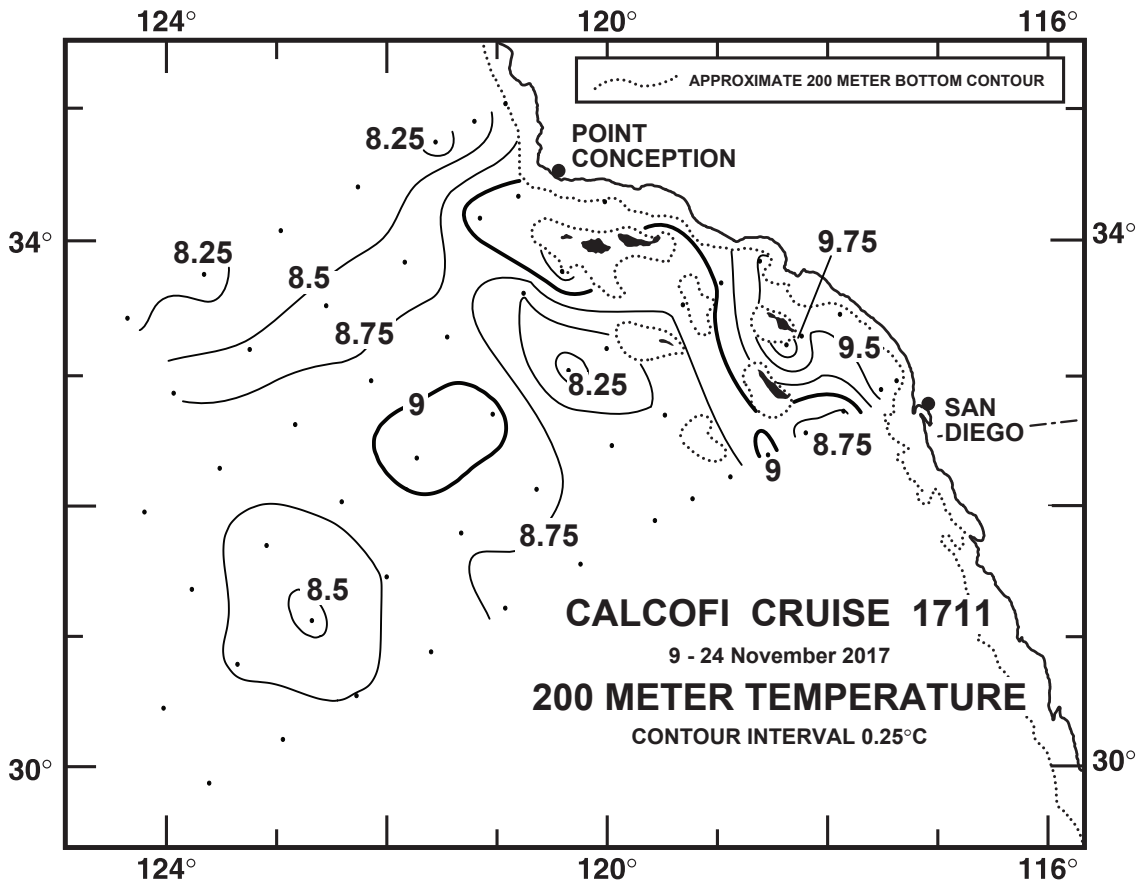 124° 120° 116°
APPROXIMATE 200 METER BOTTOM CONTOUR
8.25
POINT
CONCEPTION
34° 34°
8.25
9.75
8.5
8.75
9.5
8.25
9
SAN
DIEGO
8.75
9
8.75
8.5
CALCOFI CRUISE 1711
9 - 24 November 2017
200 METER TEMPERATURE
CONTOUR INTERVAL 0.25°C
30° 30°
124° 120° 116°